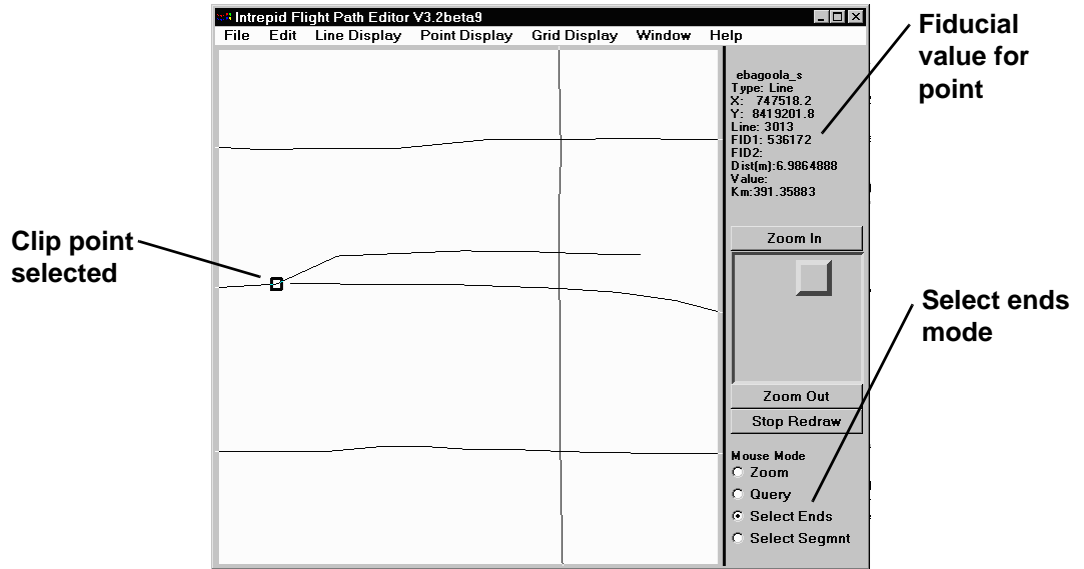 Intrepid Flight Path Editor V3.2beta9
File Edit Line Display Point Display Grid Display Window Help
Fiducial
value for
point
ebagoola_s
Type: Line
X: 747518.2
Y: 8419201.8
Line: 3013
FID1: 536172
FID2:
Dist(m):6.9864888
Value:
Km:391.35883
Clip point
selected
Zoom In
Select ends
mode
Zoom Out
Stop Redraw
Mouse Mode
Zoom
Query
Select Ends
Select Segmnt